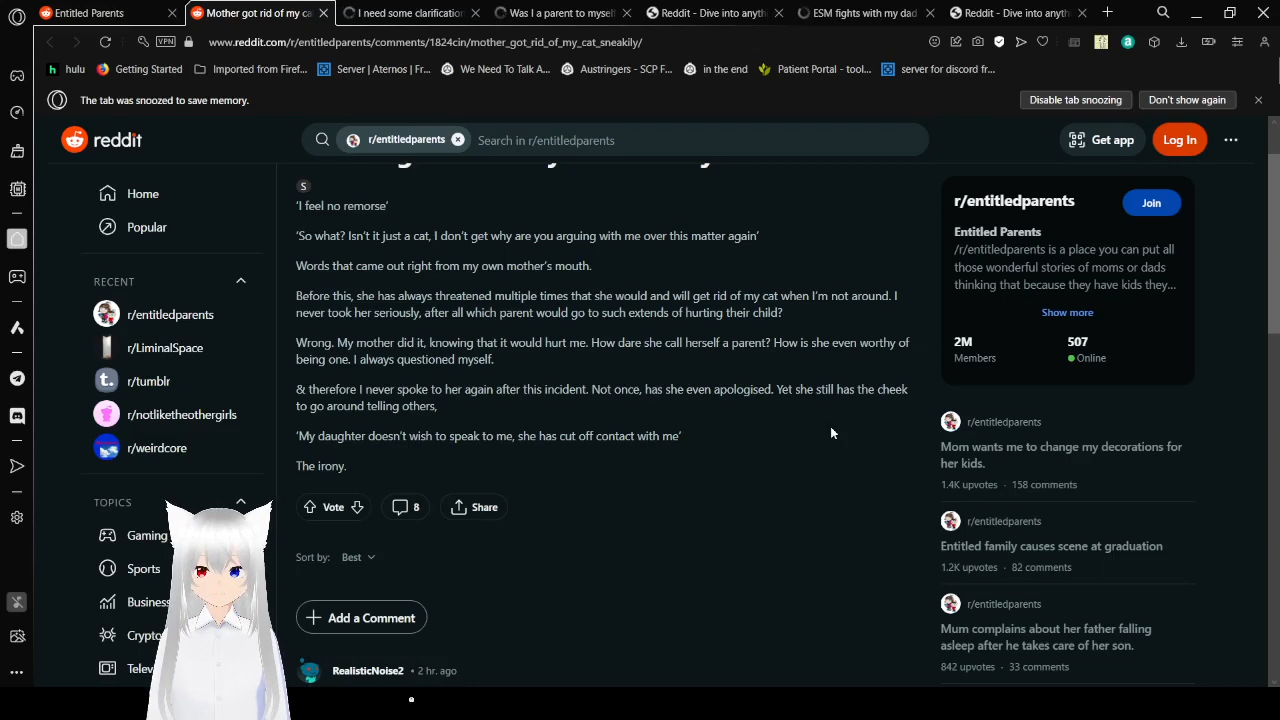 Entitled Parents
Mother got rid of my ca
I need some clarification
Was I a parent to myself
Reddit - Dive into anyth
ESM fights with my dad
Reddit - Dive into anyth
VPN
www.reddit.com/r/entitledparents/comments/1824cin/mother_got_rid_of_my_cat_sneakily/
hulu
Getting Started
Imported from Firef...
Server | Aternos | Fr...
We Need To Talk A...
Austringers - SCP F...
in the end
Patient Portal - tool...
server for discord fr...
The tab was snoozed to save memory.
Disable tab snoozing
Don't show again
reddit
r/entitledparents
Search in r/entitledparents
Get app
Log In
Home
Popular
RECENT
r/entitledparents
r/LiminalSpace
r/tumblr
r/notliketheothergirls
r/weirdcore
TOPICS
Gaming
Sports
Business
Crypto
Telev
S
‘I feel no remorse’
‘So what? Isn’t it just a cat, I don’t get why are you arguing with me over this matter again’
Words that came out right from my own mother’s mouth.
Before this, she has always threatened multiple times that she would and will get rid of my cat when I’m not around. I
never took her seriously, after all which parent would go to such extends of hurting their child?
Wrong. My mother did it, knowing that it would hurt me. How dare she call herself a parent? How is she even worthy of
being one. I always questioned myself.
& therefore I never spoke to her again after this incident. Not once, has she even apologised. Yet she still has the cheek
to go around telling others,
‘My daughter doesn’t wish to speak to me, she has cut off contact with me’
The irony.
Vote
8
Share
Sort by: Best
Add a Comment
RealisticNoise2 • 2 hr. ago
r/entitledparents
Join
Entitled Parents
/r/entitledparents is a place you can put all
those wonderful stories of moms or dads
thinking that because they have kids they...
Show more
2M
Members
507
Online
r/entitledparents
Mom wants me to change my decorations for
her kids.
1.4K upvotes · 158 comments
r/entitledparents
Entitled family causes scene at graduation
1.2K upvotes · 82 comments
r/entitledparents
Mum complains about her father falling
asleep after he takes care of her son.
842 upvotes · 33 comments